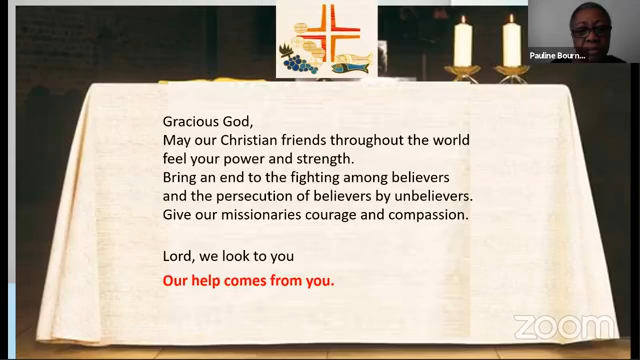 Pauline Bourn...
Gracious God,
May our Christian friends throughout the world
feel your power and strength.
Bring an end to the fighting among believers
and the persecution of believers by unbelievers.
Give our missionaries courage and compassion.
Lord, we look to you
Our help comes from you.
zoom